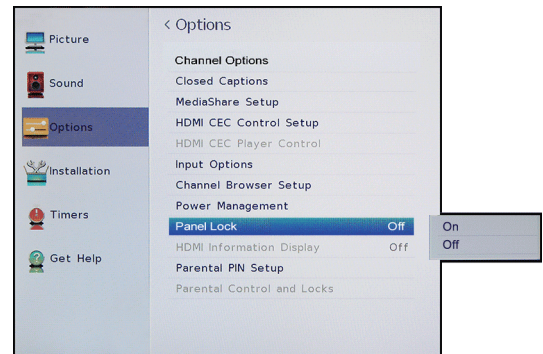 Picture
Sound
Options
Installation
Timers
Get Help
< Options
Channel Options
Closed Captions
MediaShare Setup
HDMI CEC Control Setup
HDMI CEC Player Control
Input Options
Channel Browser Setup
Power Management
Panel Lock Off
HDMI Information Display Off
Parental PIN Setup
Parental Control and Locks
On
Off